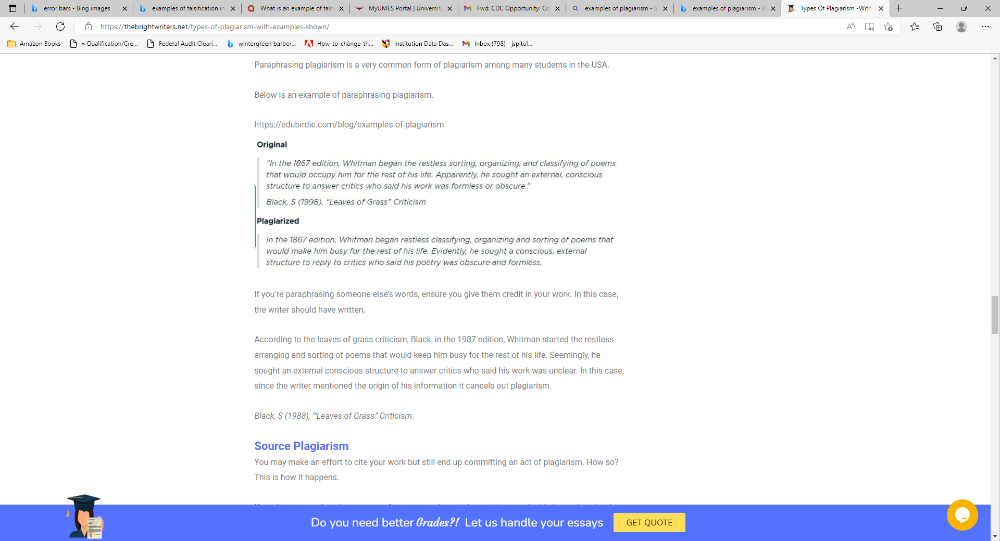 error bars - Bing images
examples of falsification in
What is an example of fals
MyUMES Portal | University
Fwd: CDC Opportunity: Co
examples of plagiarism - S
examples of plagiarism - B
Types Of Plagiarism -With
https://thebrightwriters.net/types-of-plagiarism-with-examples-shown/
Amazon Books
» Qualification/Cre...
Federal Audit Cleari...
wintergreen barber...
How-to-change-th...
Institution Data Das...
Inbox (798) - jspitul...
Paraphrasing plagiarism is a very common form of plagiarism among many students in the USA.
Below is an example of paraphrasing plagiarism.
https://edubirdie.com/blog/examples-of-plagiarism
Original
“In the 1867 edition, Whitman began the restless sorting, organizing, and classifying of poems
that would occupy him for the rest of his life. Apparently, he sought an external, conscious
structure to answer critics who said his work was formless or obscure.”
Black, S (1998), “Leaves of Grass” Criticism
Plagiarized
In the 1867 edition, Whitman began restless classifying, organizing and sorting of poems that
would make him busy for the rest of his life. Evidently, he sought a conscious, external
structure to reply to critics who said his poetry was obscure and formless.
If you’re paraphrasing someone else’s words, ensure you give them credit in your work. In this case,
the writer should have written,
According to the leaves of grass criticism, Black, in the 1987 edition, Whitman started the restless
arranging and sorting of poems that would keep him busy for the rest of his life. Seemingly, he
sought an external conscious structure to answer critics who said his work was unclear. In this case,
since the writer mentioned the origin of his information it cancels out plagiarism.
Black, S (1988), “‘Leaves of Grass” Criticism.
Source Plagiarism
You may make an effort to cite your work but still end up committing an act of plagiarism. How so?
This is how it happens.
Do you need better Grades?! Let us handle your essays
GET QUOTE